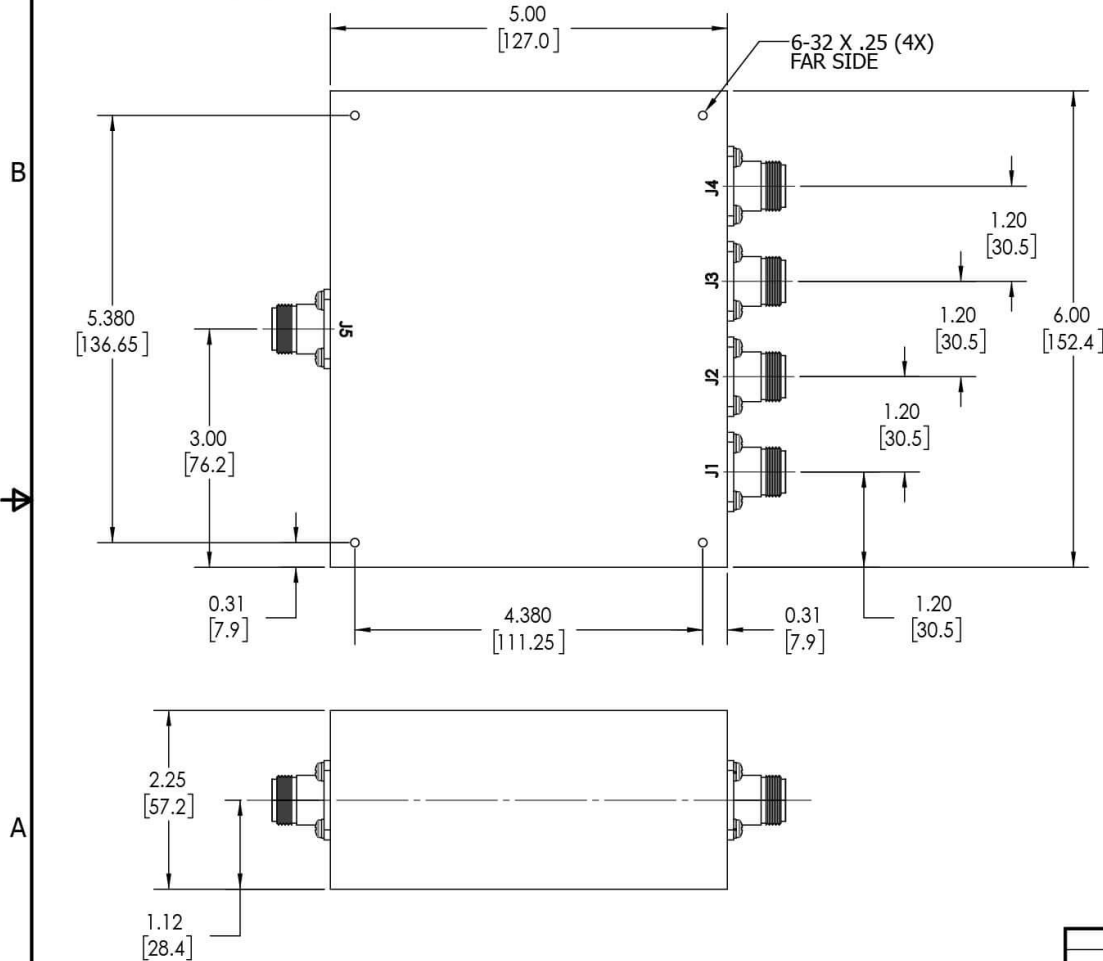 5.00
[127.0]
6-32 X .25 (4X)
FAR SIDE
B
J4
1.20
[30.5]
J3
5.380
[136.65]
J5
1.20
[30.5]
6.00
[152.4]
J2
3.00
[76.2]
1.20
[30.5]
J1
0.31
[7.9]
4.380
[111.25]
0.31
[7.9]
1.20
[30.5]
2.25
[57.2]
A
1.12
[28.4]